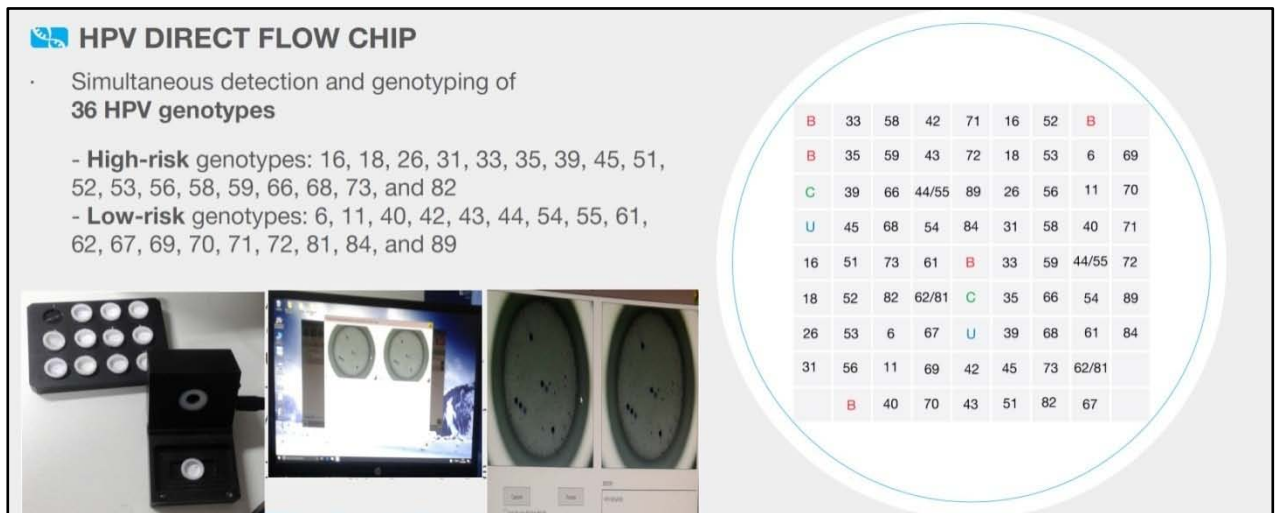 HPV DIRECT FLOW CHIP
· Simultaneous detection and genotyping of
36 HPV genotypes
- High-risk genotypes: 16, 18, 26, 31, 33, 35, 39, 45, 51,
52, 53, 56, 58, 59, 66, 68, 73, and 82
- Low-risk genotypes: 6, 11, 40, 42, 43, 44, 54, 55, 61,
62, 67, 69, 70, 71, 72, 81, 84, and 89
B 33 58 42 71 16 52 B
B 35 59 43 72 18 53 6 69
C 39 66 44/55 89 26 56 11 70
U 45 68 54 84 31 58 40 71
16 51 73 61 B 33 59 44/55 72
18 52 82 62/81 C 35 66 54 89
26 53 6 67 U 39 68 61 84
31 56 11 69 42 45 73 62/81
B 40 70 43 51 82 67